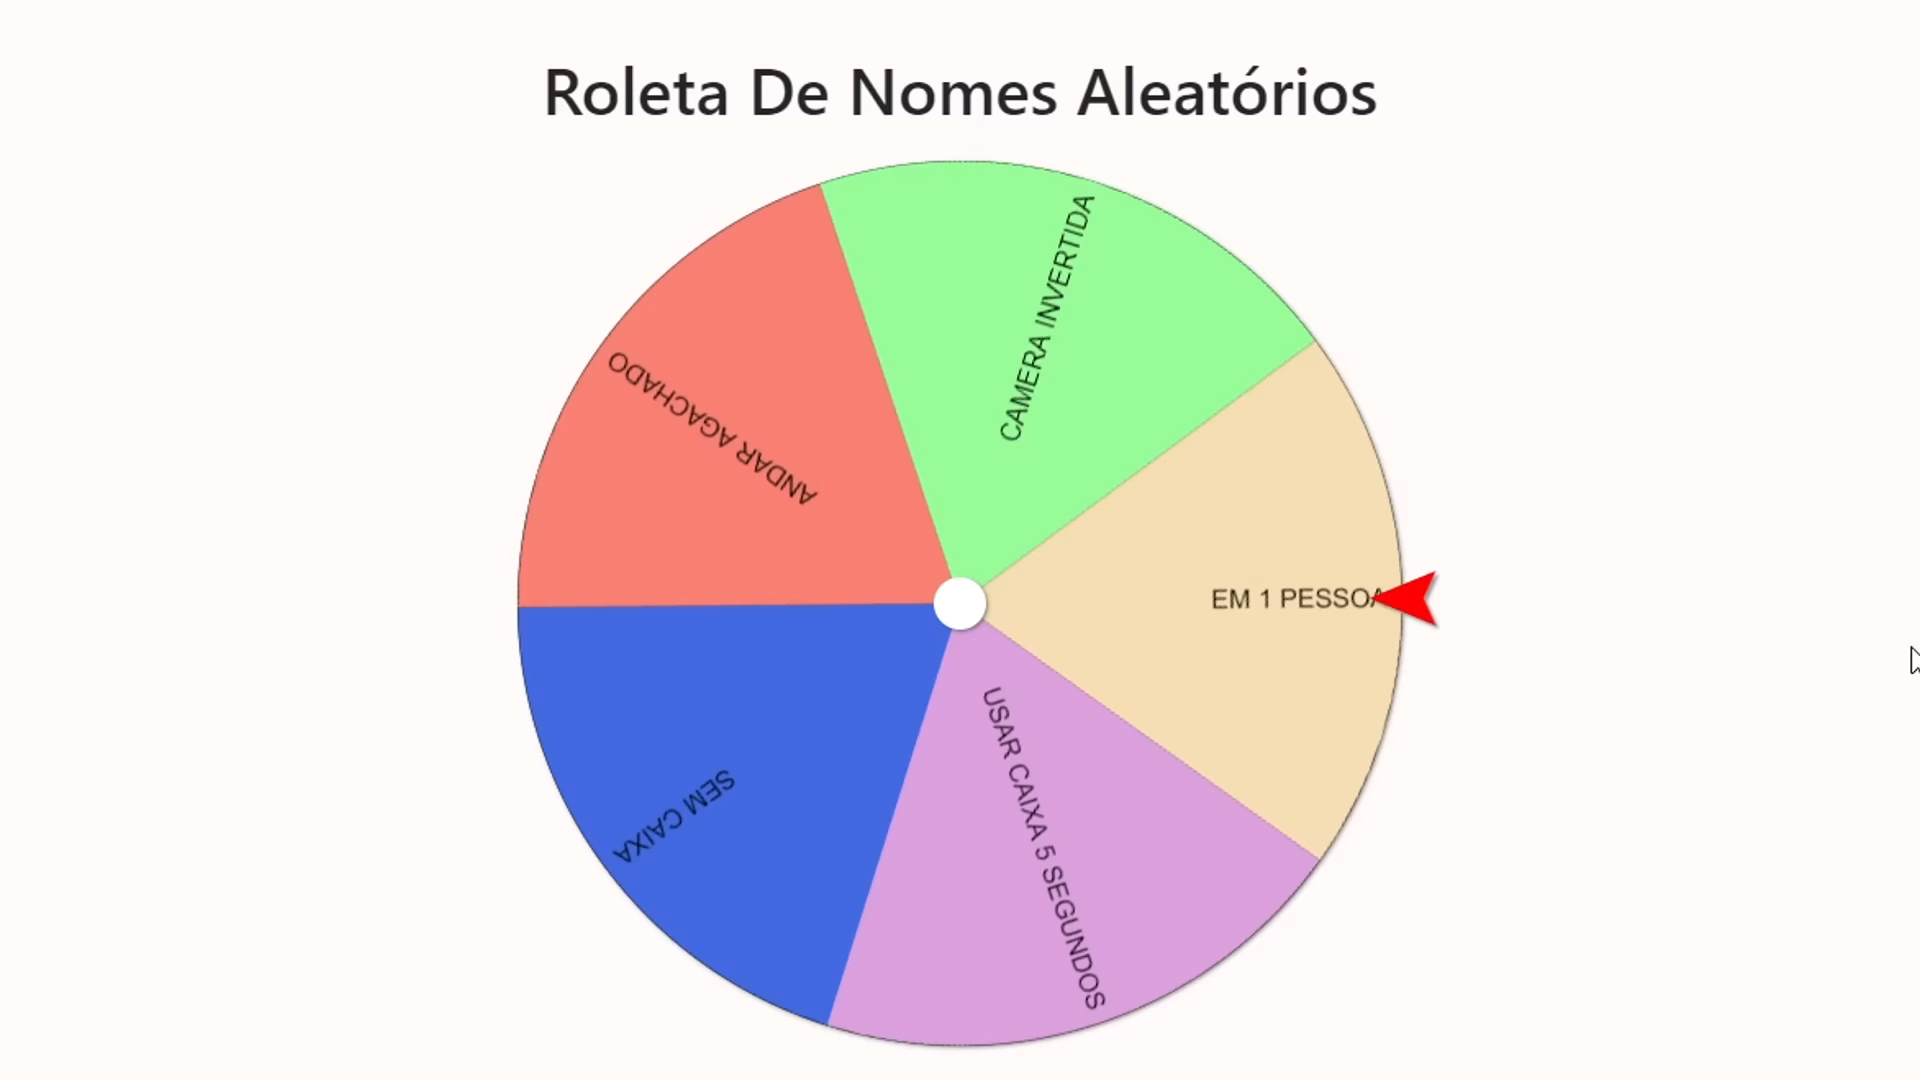 Roleta De Nomes Aleatórios
CAMERA INVERTIDA
ANDAR AGACHADO
EM 1 PESSOA
USAR CAIXA 5 SEGUNDOS
SEM CAIXA